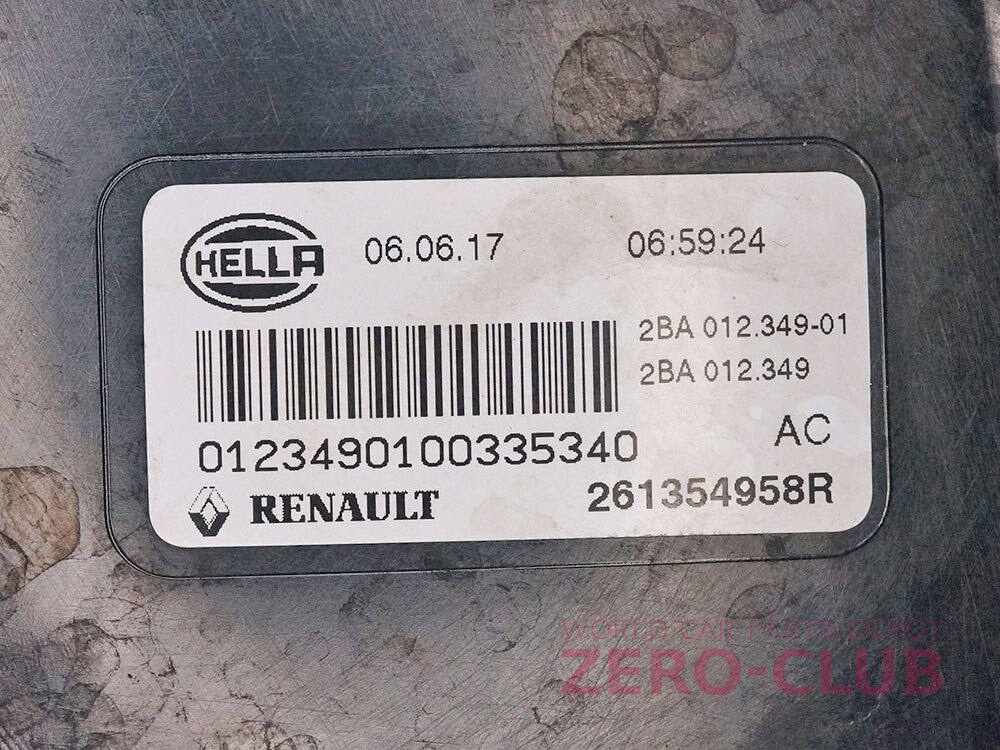 HELLA
06.06.17 06:59:24
2BA 012.349-01
2BA 012.349
0123490100335340
AC
RENAULT
261354958R
WORLD CAR PARTS DEPOT
ZERO-CLUB